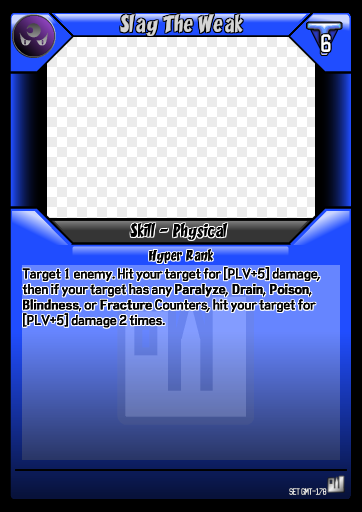 Slay The Weak
6
Skill - Physical
Hyper Rank
Target 1 enemy. Hit your target for [PLV+5] damage,
then if your target has any Paralyze, Drain, Poison,
Blindness, or Fracture Counters, hit your target for
[PLV+5] damage 2 times.
SET GMT-178